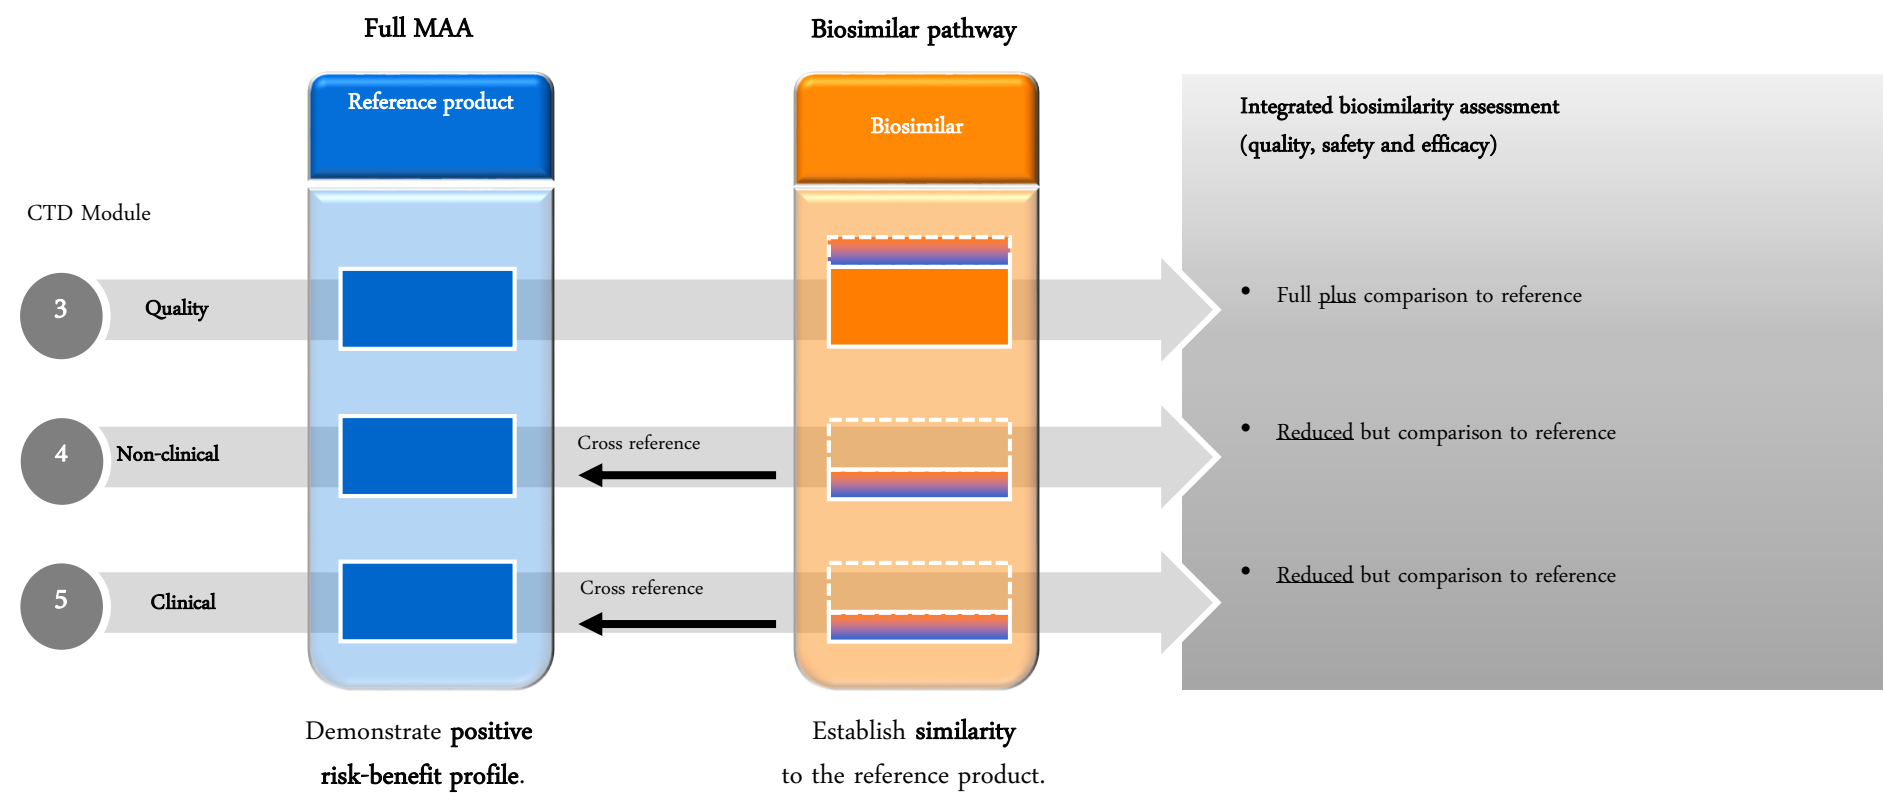 Full MAA
Biosimilar pathway
Reference product
Biosimilar
Integrated biosimilarity assessment
(quality, safety and efficacy)
CTD Module
3
Quality
• Full plus comparison to reference
4
Non-clinical
Cross reference
• Reduced but comparison to reference
5
Clinical
Cross reference
• Reduced but comparison to reference
Demonstrate positive
risk-benefit profile.
Establish similarity
to the reference product.